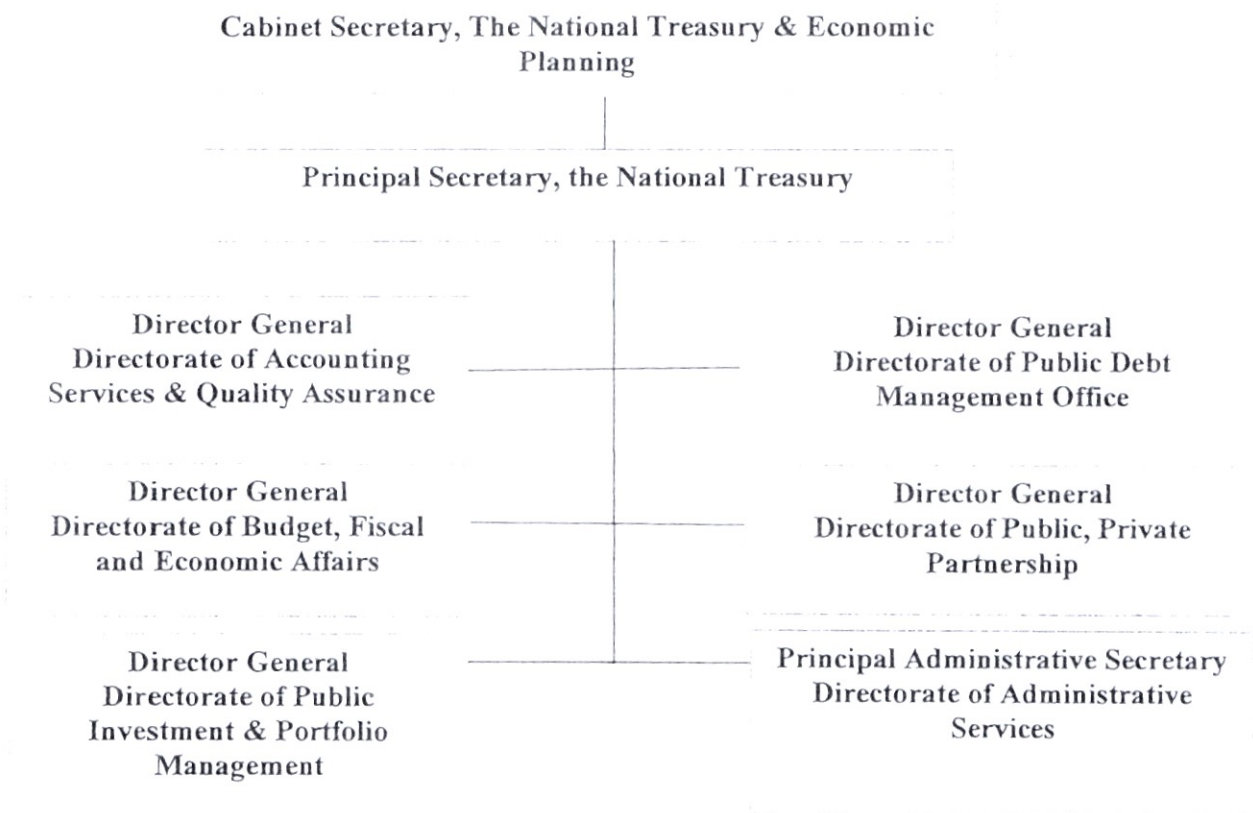 Cabinet Secretary, The National Treasury & Economic
Planning
Principal Secretary, the National Treasury
Director General
Directorate of Accounting
Services & Quality Assurance
Director General
Directorate of Public Debt
Management Office
Director General
Directorate of Budget, Fiscal
and Economic Affairs
Director General
Directorate of Public, Private
Partnership
Director General
Directorate of Public
Investment & Portfolio
Management
Principal Administrative Secretary
Directorate of Administrative
Services